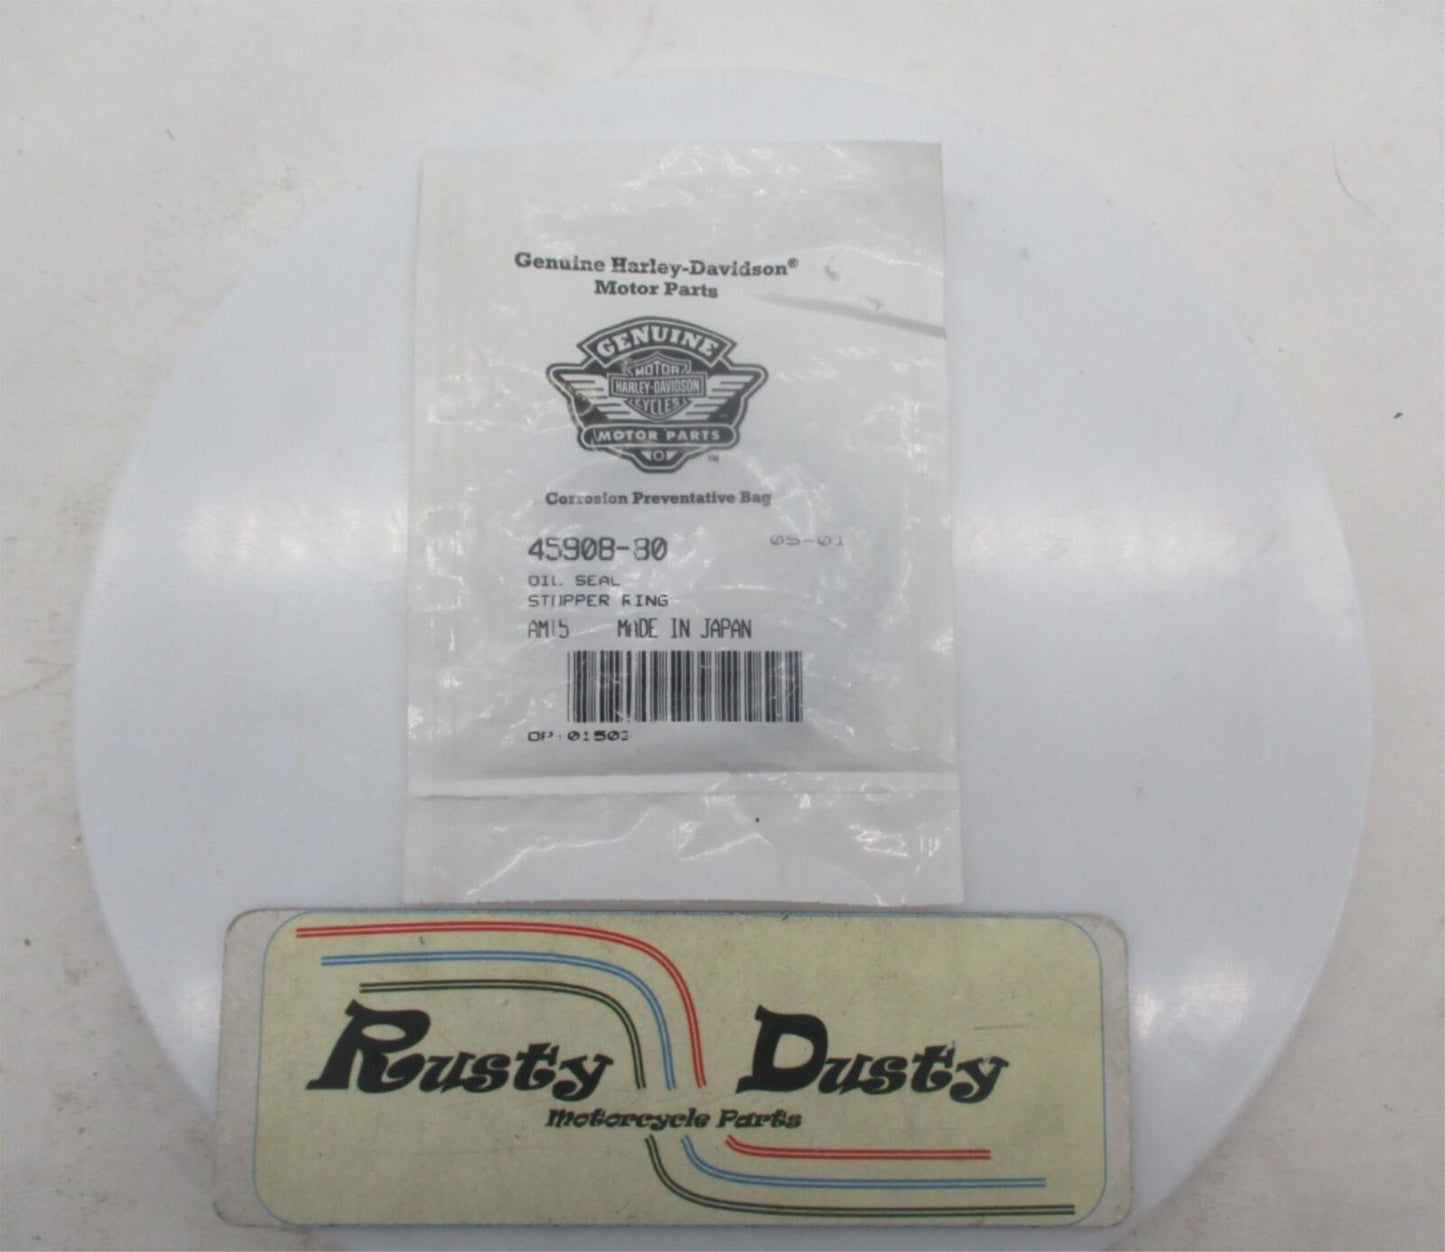 Genuine Harley-Davidson®
Motor Parts
GENUINE
MOTOR
HARLEY-DAVIDSON
CYCLES
MOTOR PARTS
™
Corrosion Preventative Bag
45908-80
05-01
OIL SEAL
STOPPER RING
AM15 MADE IN JAPAN
Rusty Dusty
Motorcycle Parts